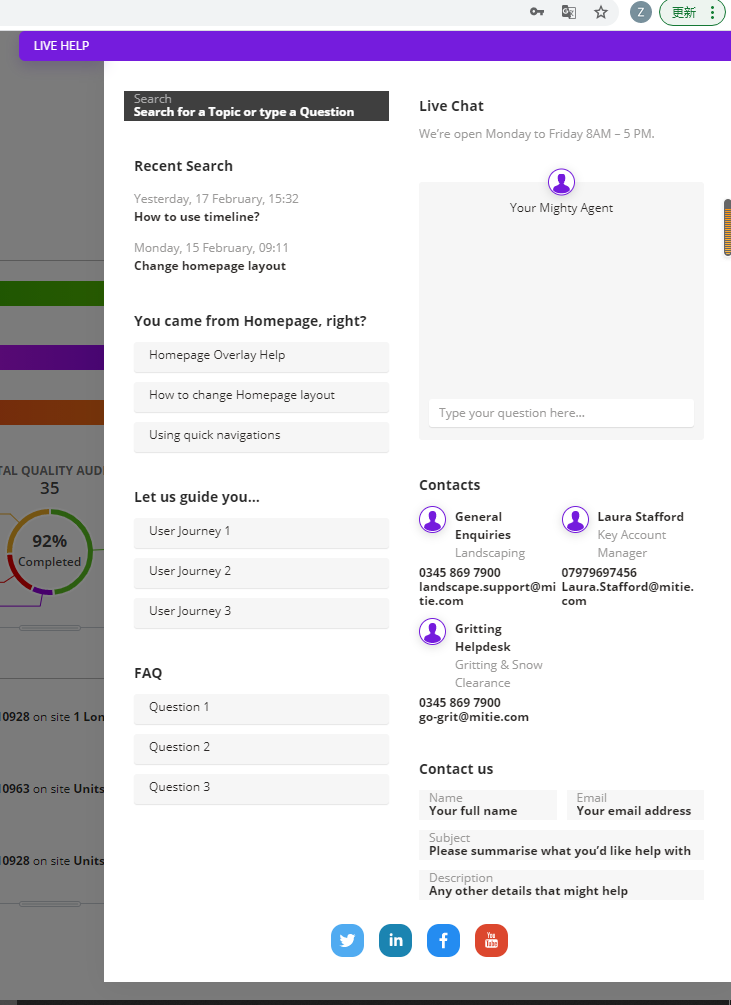 Z
更新
LIVE HELP
Search
Search for a Topic or type a Question
Recent Search
Yesterday, 17 February, 15:32
How to use timeline?
Monday, 15 February, 09:11
Change homepage layout
You came from Homepage, right?
Homepage Overlay Help
How to change Homepage layout
Using quick navigations
Let us guide you...
User Journey 1
User Journey 2
User Journey 3
FAQ
Question 1
Question 2
Question 3
Live Chat
We're open Monday to Friday 8AM – 5 PM.
Your Mighty Agent
Type your question here...
Contacts
General
Enquiries
Landscaping
0345 869 7900
landscape.support@mi
tie.com
Laura Stafford
Key Account
Manager
07979697456
Laura.Stafford@mitie.
com
Gritting
Helpdesk
Gritting & Snow
Clearance
0345 869 7900
go-grit@mitie.com
Contact us
Name
Your full name
Email
Your email address
Subject
Please summarise what you'd like help with
Description
Any other details that might help
in
f
You
Tube
TAL QUALITY AUD
35
92%
Completed
10928 on site 1 Lon
10963 on site Units
10928 on site Units